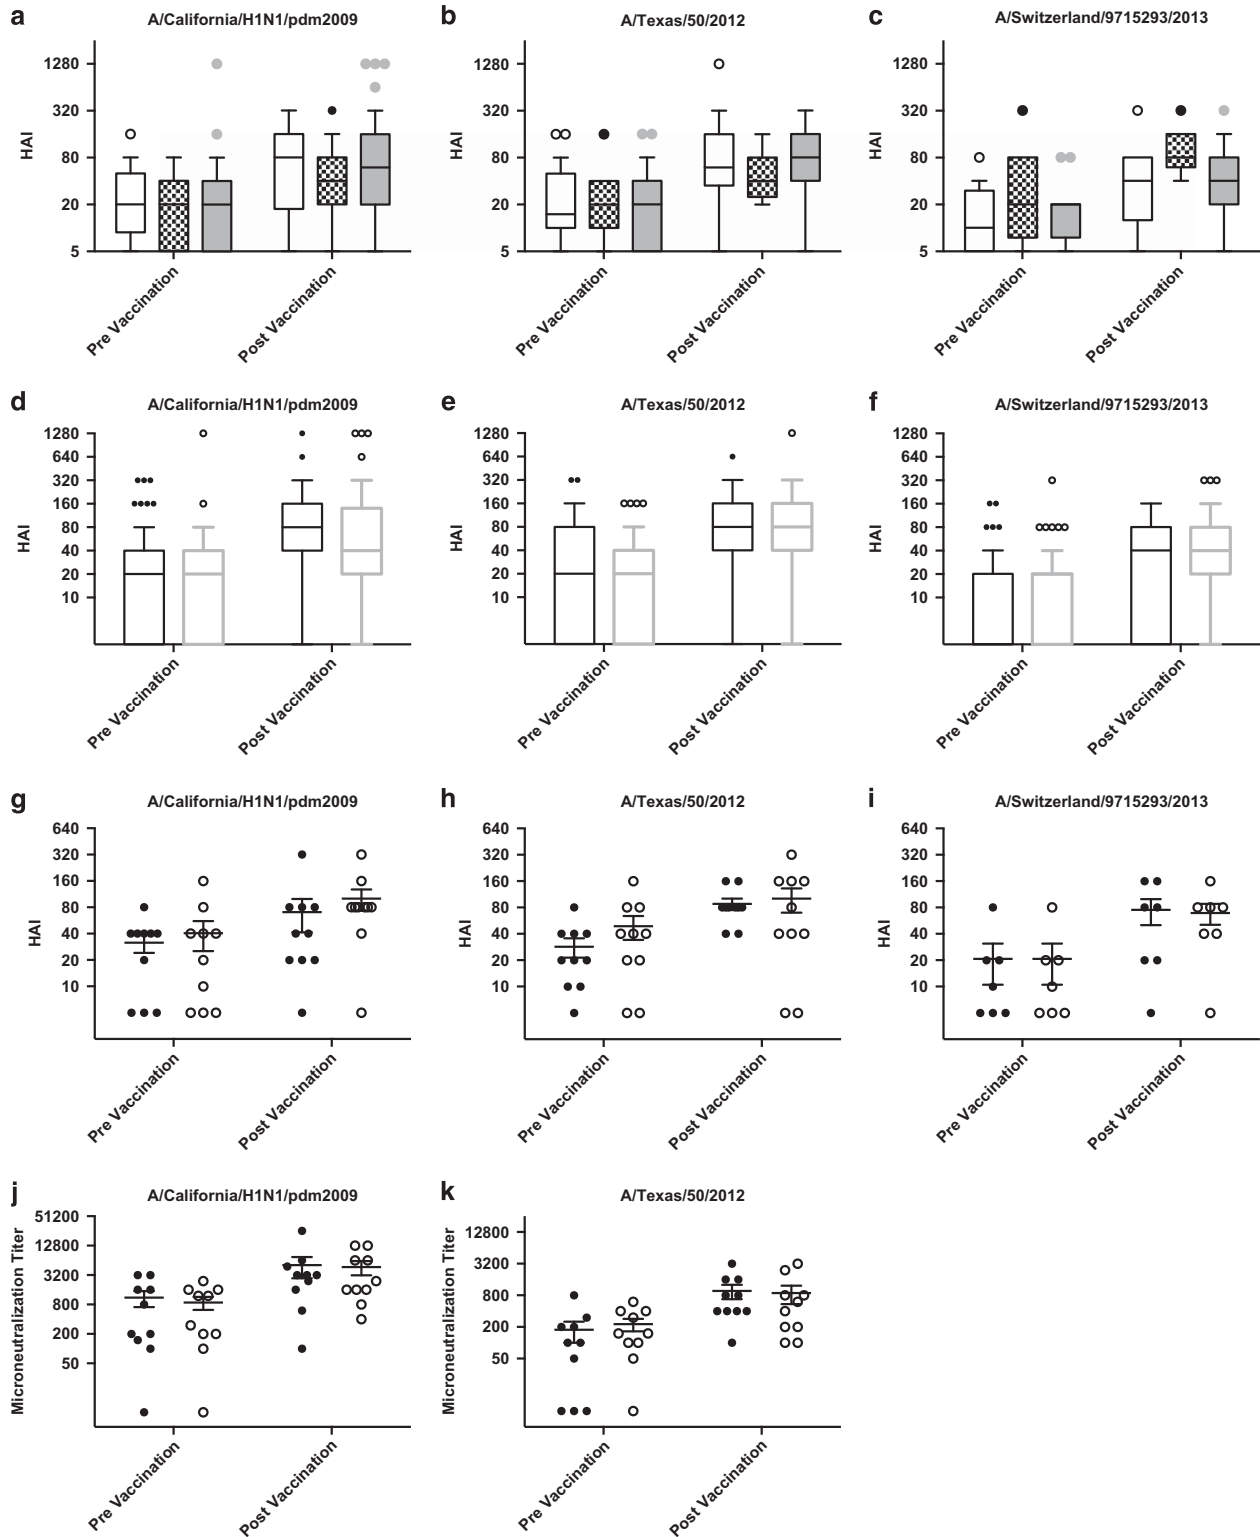 a
A/California/H1N1/pdm2009
HAI
1280
320
80
20
5
Pre Vaccination
Post Vaccination
b
A/Texas/50/2012
HAI
1280
320
80
20
5
Pre Vaccination
Post Vaccination
c
A/Switzerland/9715293/2013
HAI
1280
320
80
20
5
Pre Vaccination
Post Vaccination
d
A/California/H1N1/pdm2009
HAI
1280
640
320
160
80
40
20
10
Pre Vaccination
Post Vaccination
e
A/Texas/50/2012
HAI
1280
640
320
160
80
40
20
10
Pre Vaccination
Post Vaccination
f
A/Switzerland/9715293/2013
HAI
1280
640
320
160
80
40
20
10
Pre Vaccination
Post Vaccination
g
A/California/H1N1/pdm2009
HAI
640
320
160
80
40
20
10
Pre Vaccination
Post Vaccination
h
A/Texas/50/2012
HAI
640
320
160
80
40
20
10
Pre Vaccination
Post Vaccination
i
A/Switzerland/9715293/2013
HAI
640
320
160
80
40
20
10
Pre Vaccination
Post Vaccination
j
A/California/H1N1/pdm2009
Microneutralization Titer
51200
12800
3200
800
200
50
Pre Vaccination
Post Vaccination
k
A/Texas/50/2012
Microneutralization Titer
12800
3200
800
200
50
Pre Vaccination
Post Vaccination